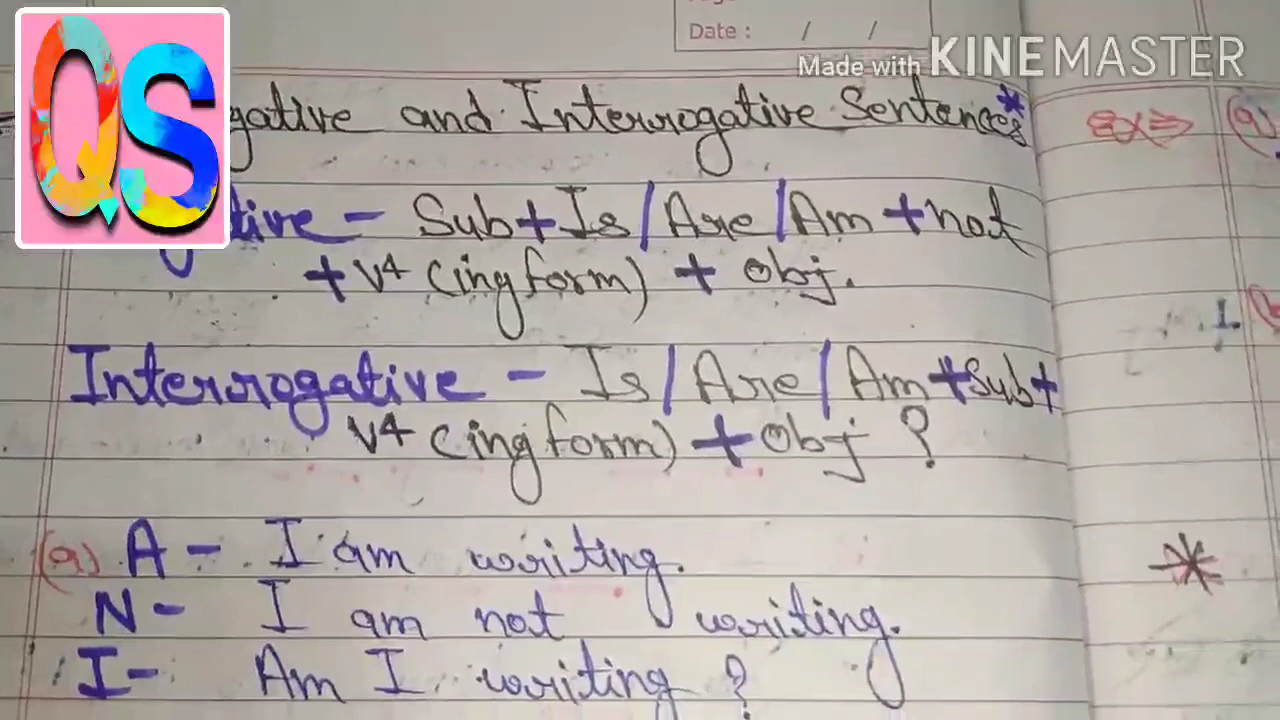 Date : / /
Made with KINEMASTER
QS
gative and Interrogative Sentences*
Ex⇒ (a)
tive - Sub + Is / Are / Am + not
+ V4 (ing form) + Obj.
Interrogative - Is / Are / Am + Sub +
V4 (ing form) + Obj ?
(a) A - I am writing.
N - I am not writing.
I - Am I writing ?